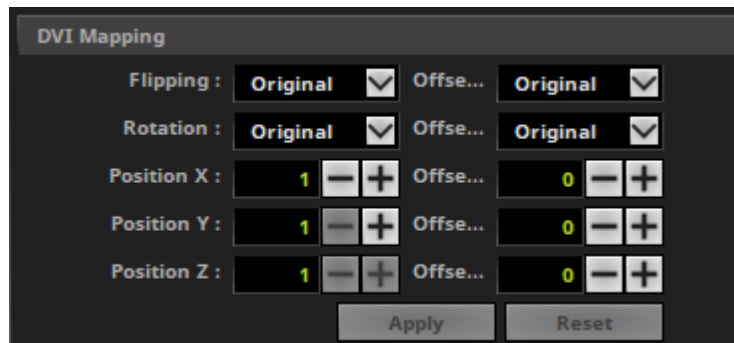 DVI Mapping
Flipping : Original Offse... Original
Rotation : Original Offse... Original
Position X : 1 Offse... 0
Position Y : 1 Offse... 0
Position Z : 1 Offse... 0
Apply Reset